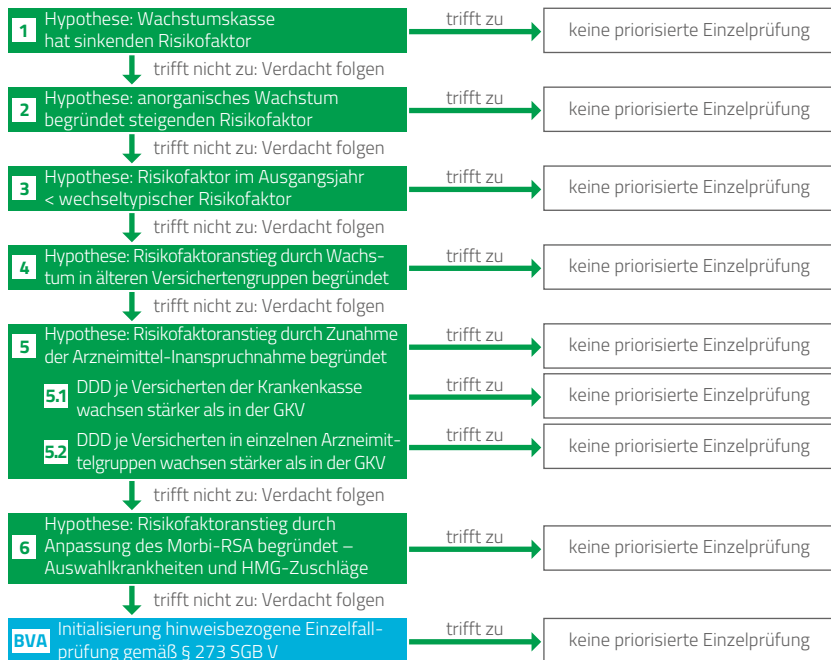 1
Hypothese: Wachstumskasse
hat sinkenden Risikofaktor
trifft zu
keine priorisierte Einzelprüfung
trifft nicht zu: Verdacht folgen
2
Hypothese: anorganisches Wachstum
begründet steigenden Risikofaktor
trifft zu
keine priorisierte Einzelprüfung
trifft nicht zu: Verdacht folgen
3
Hypothese: Risikofaktor im Ausgangsjahr
< wechseltypischer Risikofaktor
trifft zu
keine priorisierte Einzelprüfung
trifft nicht zu: Verdacht folgen
4
Hypothese: Risikofaktoranstieg durch Wachs-
tum in älteren Versichertengruppen begründet
trifft zu
keine priorisierte Einzelprüfung
trifft nicht zu: Verdacht folgen
5
Hypothese: Risikofaktoranstieg durch Zunahme
der Arzneimittel-Inanspruchnahme begründet
trifft zu
keine priorisierte Einzelprüfung
5.1
DDD je Versicherten der Krankenkasse
wachsen stärker als in der GKV
trifft zu
keine priorisierte Einzelprüfung
5.2
DDD je Versicherten in einzelnen Arzneimit-
telgruppen wachsen stärker als in der GKV
trifft zu
keine priorisierte Einzelprüfung
trifft nicht zu: Verdacht folgen
6
Hypothese: Risikofaktoranstieg durch
Anpassung des Morbi-RSA begründet –
Auswahlkrankheiten und HMG-Zuschläge
trifft zu
keine priorisierte Einzelprüfung
trifft nicht zu: Verdacht folgen
BVA
Initialisierung hinweisbezogene Einzelfall-
prüfung gemäß § 273 SGB V
trifft zu
keine priorisierte Einzelprüfung